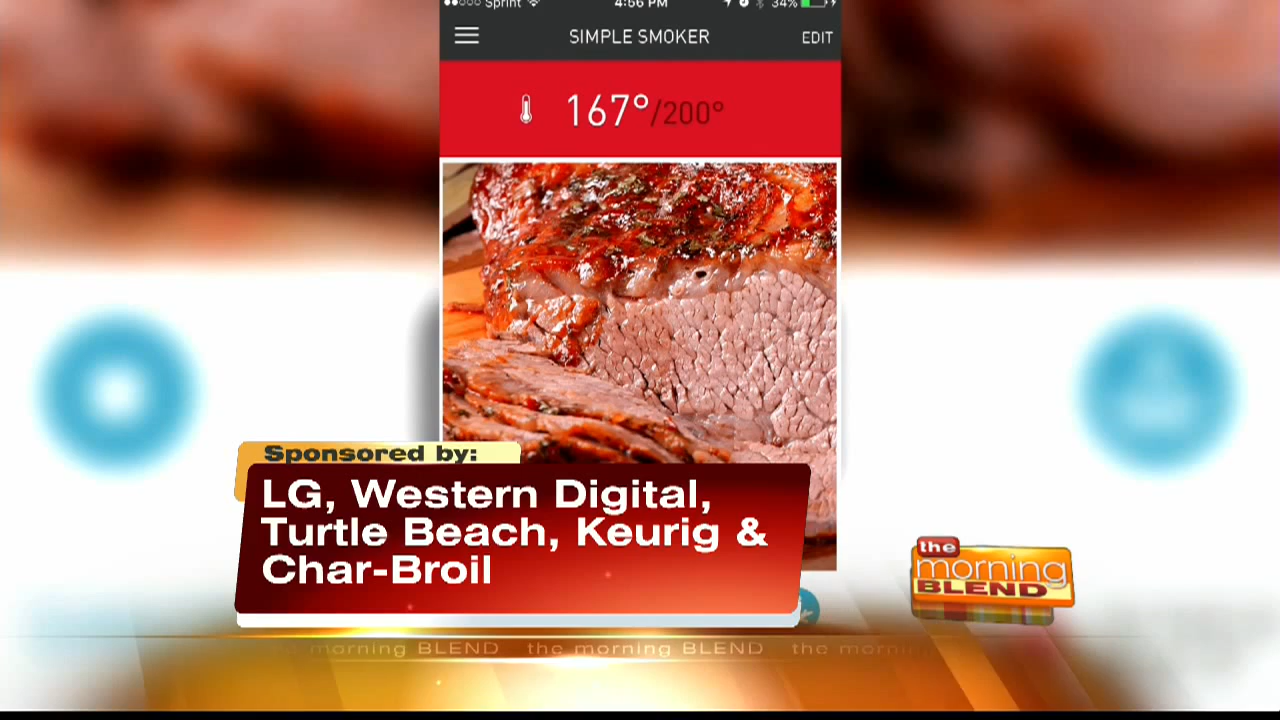 Sprint 4:56 PM 34%
SIMPLE SMOKER EDIT
167°/200°
Sponsored by:
LG, Western Digital,
Turtle Beach, Keurig &
Char-Broil
the
morning
BLEND
morning BLEND the morning BLEND the morn